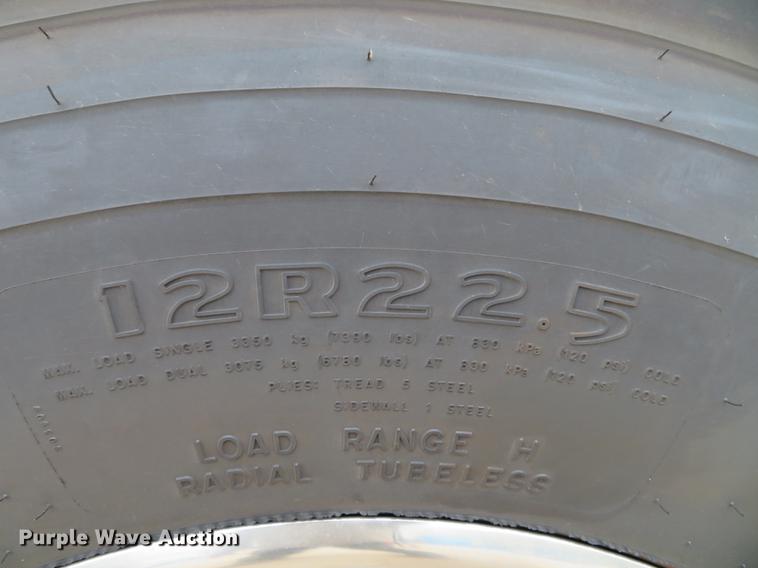 12R22.5
MAX. LOAD SINGLE 3350 kg (7390 lbs) AT 830 kPa (120 psi) COLD
MAX. LOAD DUAL 3075 kg (6780 lbs) AT 830 kPa (120 psi) COLD
PLIES: TREAD 5 STEEL
SIDEWALL 1 STEEL
LOAD RANGE H
RADIAL TUBELESS
Purple Wave Auction